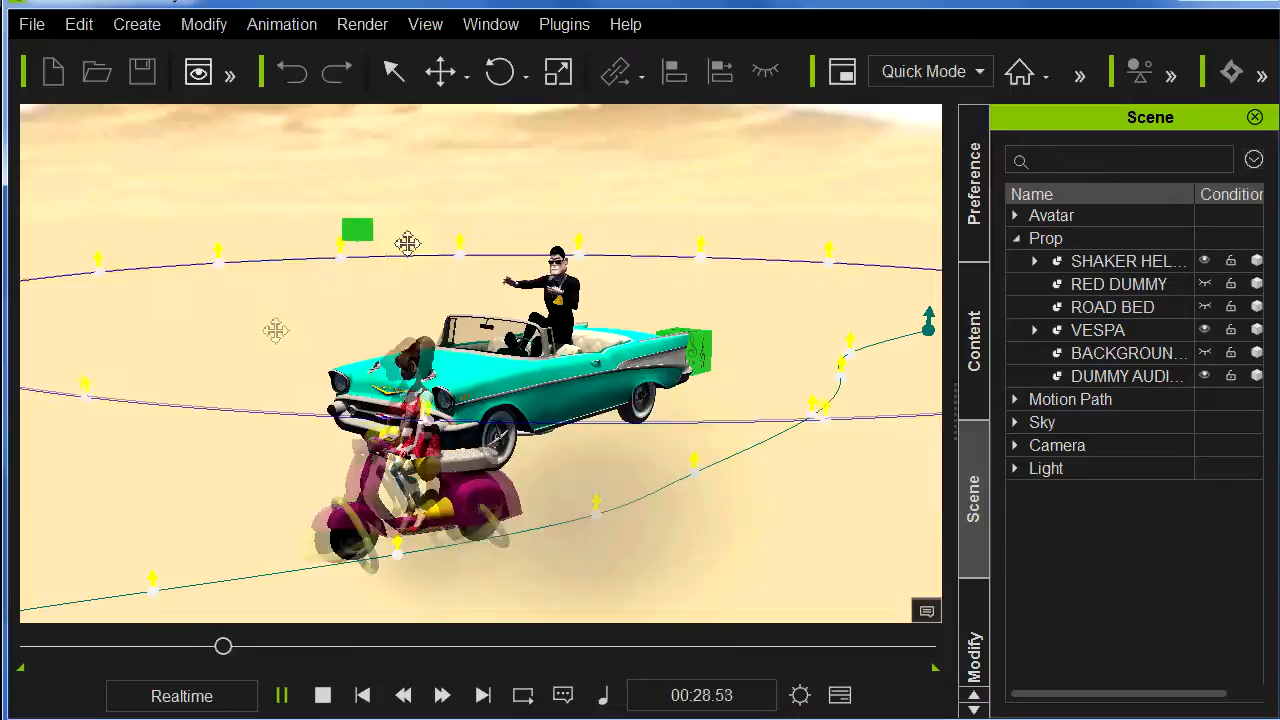 File Edit Create Modify Animation Render View Window Plugins Help
Quick Mode
Scene
Preference
Content
Scene
Modify
Name Condition
Avatar
Prop
SHAKER HEL...
RED DUMMY
ROAD BED
VESPA
BACKGROUN...
DUMMY AUDI...
Motion Path
Sky
Camera
Light
Realtime
00:28.53